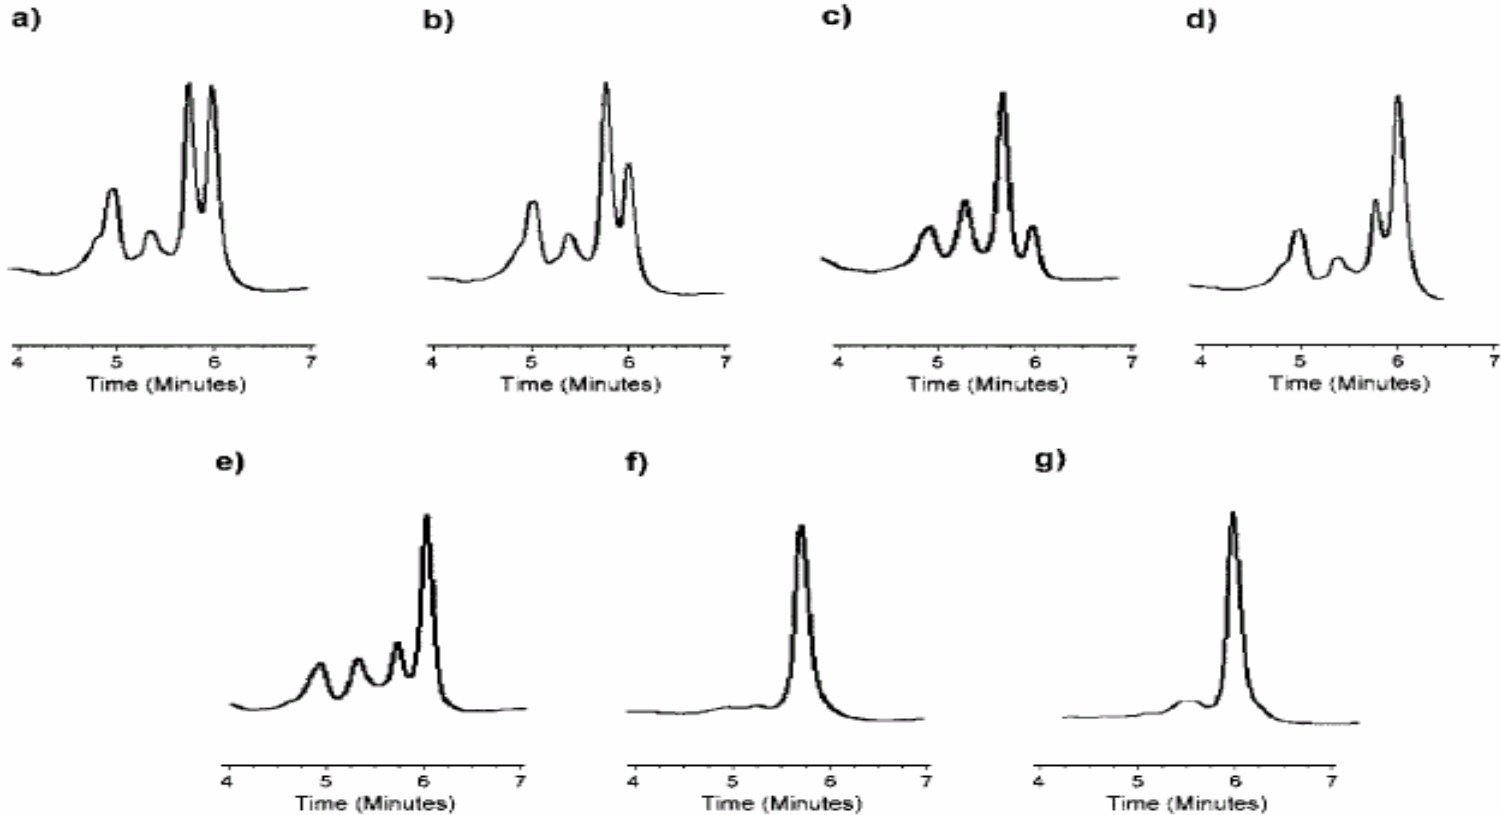 a) b) c) d)
4 5 6 7 4 5 6 7 4 5 6 7 4 5 6 7
Time (Minutes) Time (Minutes) Time (Minutes) Time (Minutes)
e) f) g)
4 5 6 7 4 5 6 7 4 5 6 7
Time (Minutes) Time (Minutes) Time (Minutes)